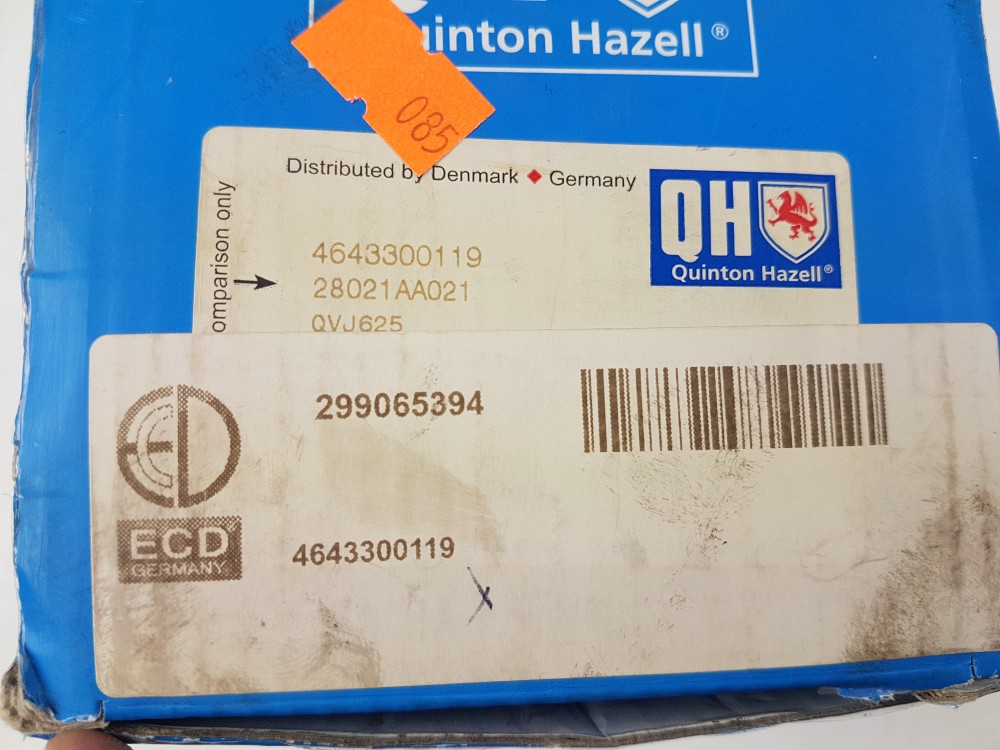 Quinton Hazell®
085
Distributed by Denmark ◆ Germany
QH
Quinton Hazell®
omparison only
4643300119
28021AA021
QVJ625
299065394
ECD
GERMANY
4643300119